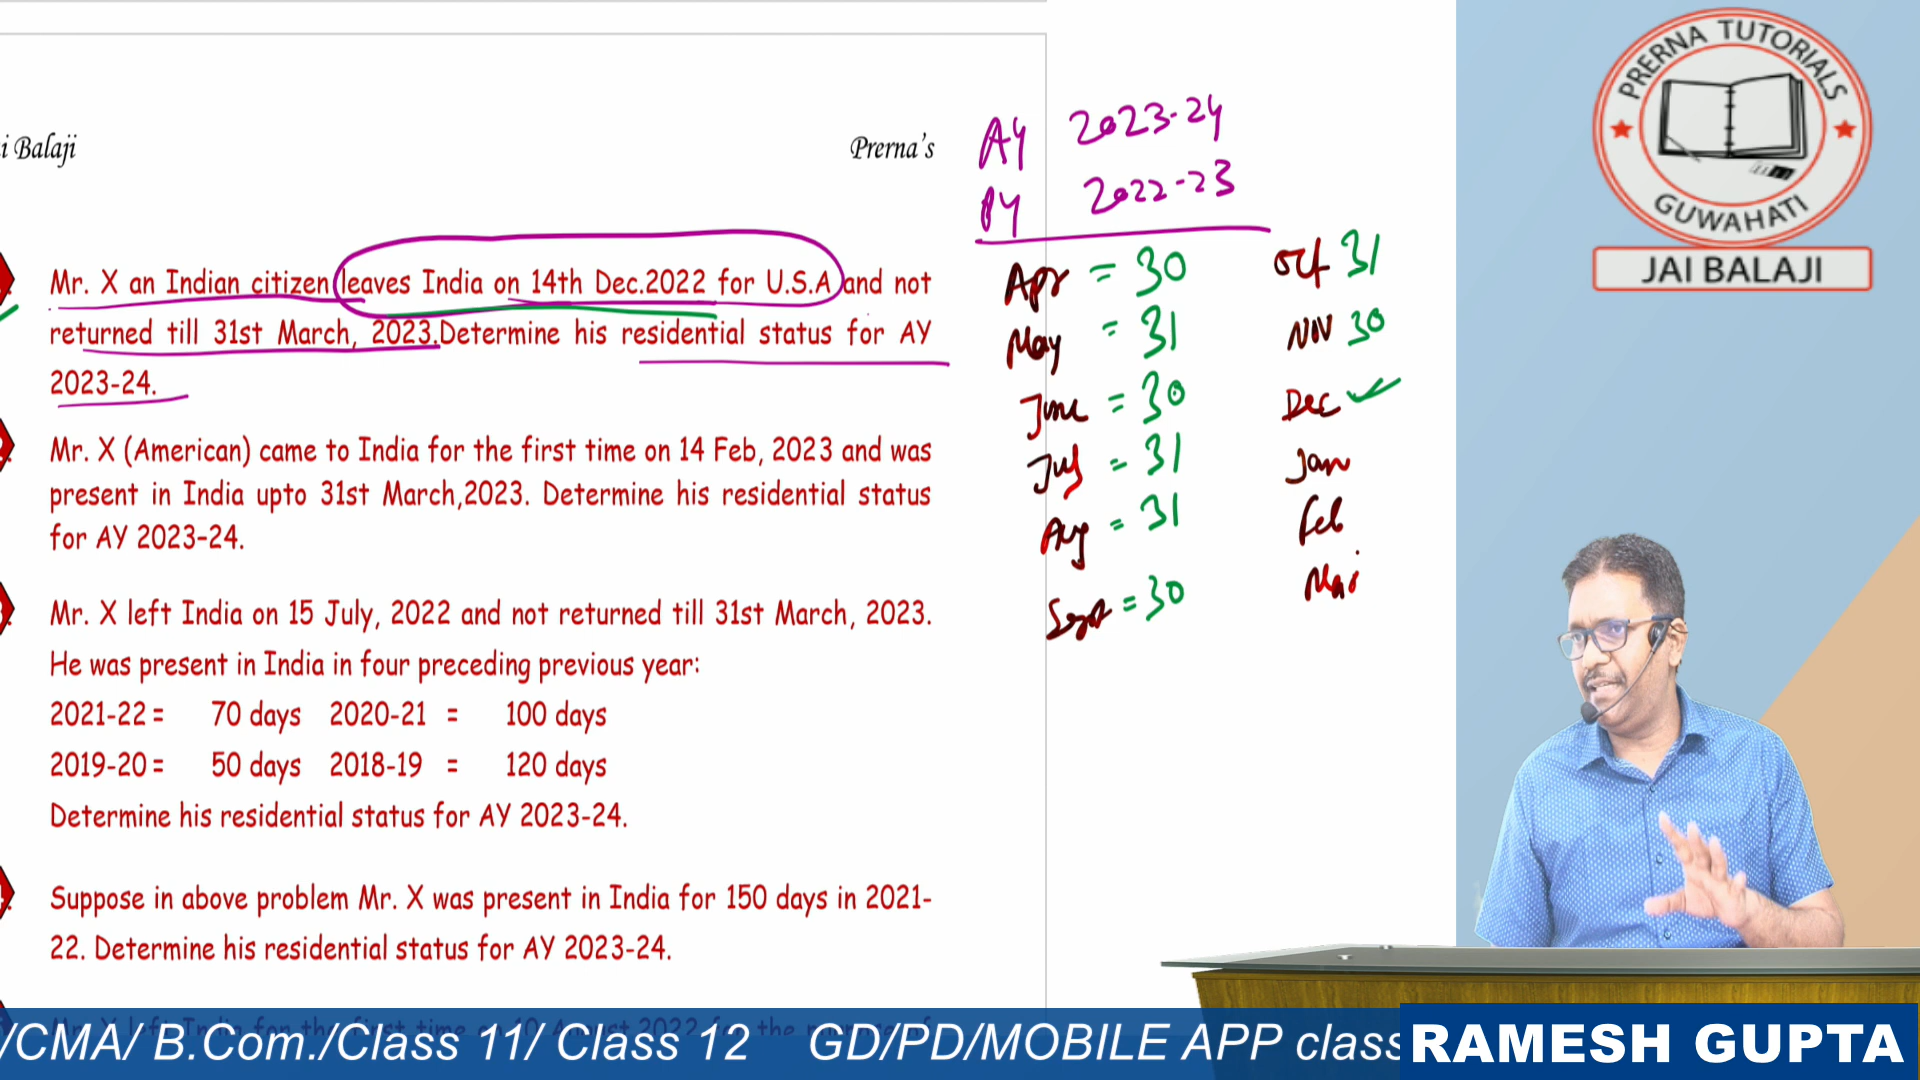 PRERNA TUTORIALS
GUWAHATI
JAI BALAJI
i Balaji
Prerna's
AY 2023-24
PY 2022-23
Mr. X an Indian citizen leaves India on 14th Dec.2022 for U.S.A and not
returned till 31st March, 2023.Determine his residential status for AY
2023-24.
Mr. X (American) came to India for the first time on 14 Feb, 2023 and was
present in India upto 31st March,2023. Determine his residential status
for AY 2023-24.
Mr. X left India on 15 July, 2022 and not returned till 31st March, 2023.
He was present in India in four preceding previous year:
2021-22 = 70 days 2020-21 = 100 days
2019-20 = 50 days 2018-19 = 120 days
Determine his residential status for AY 2023-24.
Suppose in above problem Mr. X was present in India for 150 days in 2021-
22. Determine his residential status for AY 2023-24.
Apr = 30
May = 31
June = 30
July = 31
Aug = 31
Sept = 30
Oct 31
Nov 30
Dec
Jan
Feb
Mar
/CMA/ B.Com./Class 11/ Class 12 GD/PD/MOBILE APP class
RAMESH GUPTA